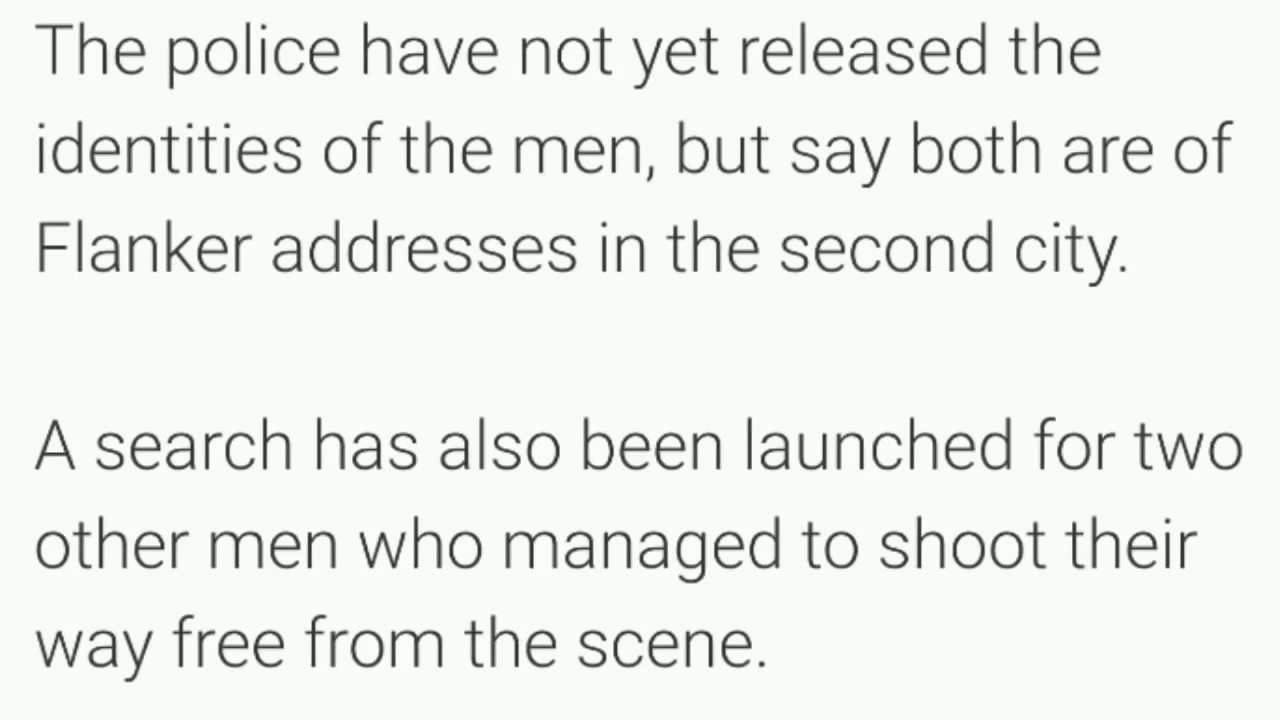 The police have not yet released the
identities of the men, but say both are of
Flanker addresses in the second city.
A search has also been launched for two
other men who managed to shoot their
way free from the scene.